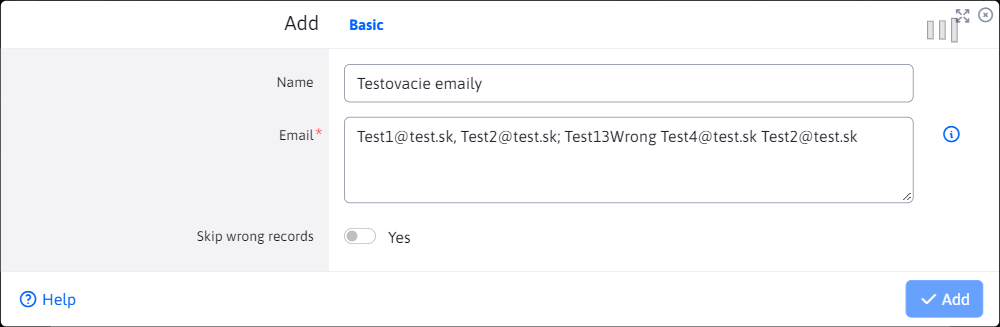 Add Basic
Name Testovacie emaily
Email* Test1@test.sk, Test2@test.sk; Test13Wrong Test4@test.sk Test2@test.sk
Skip wrong records Yes
Help Add